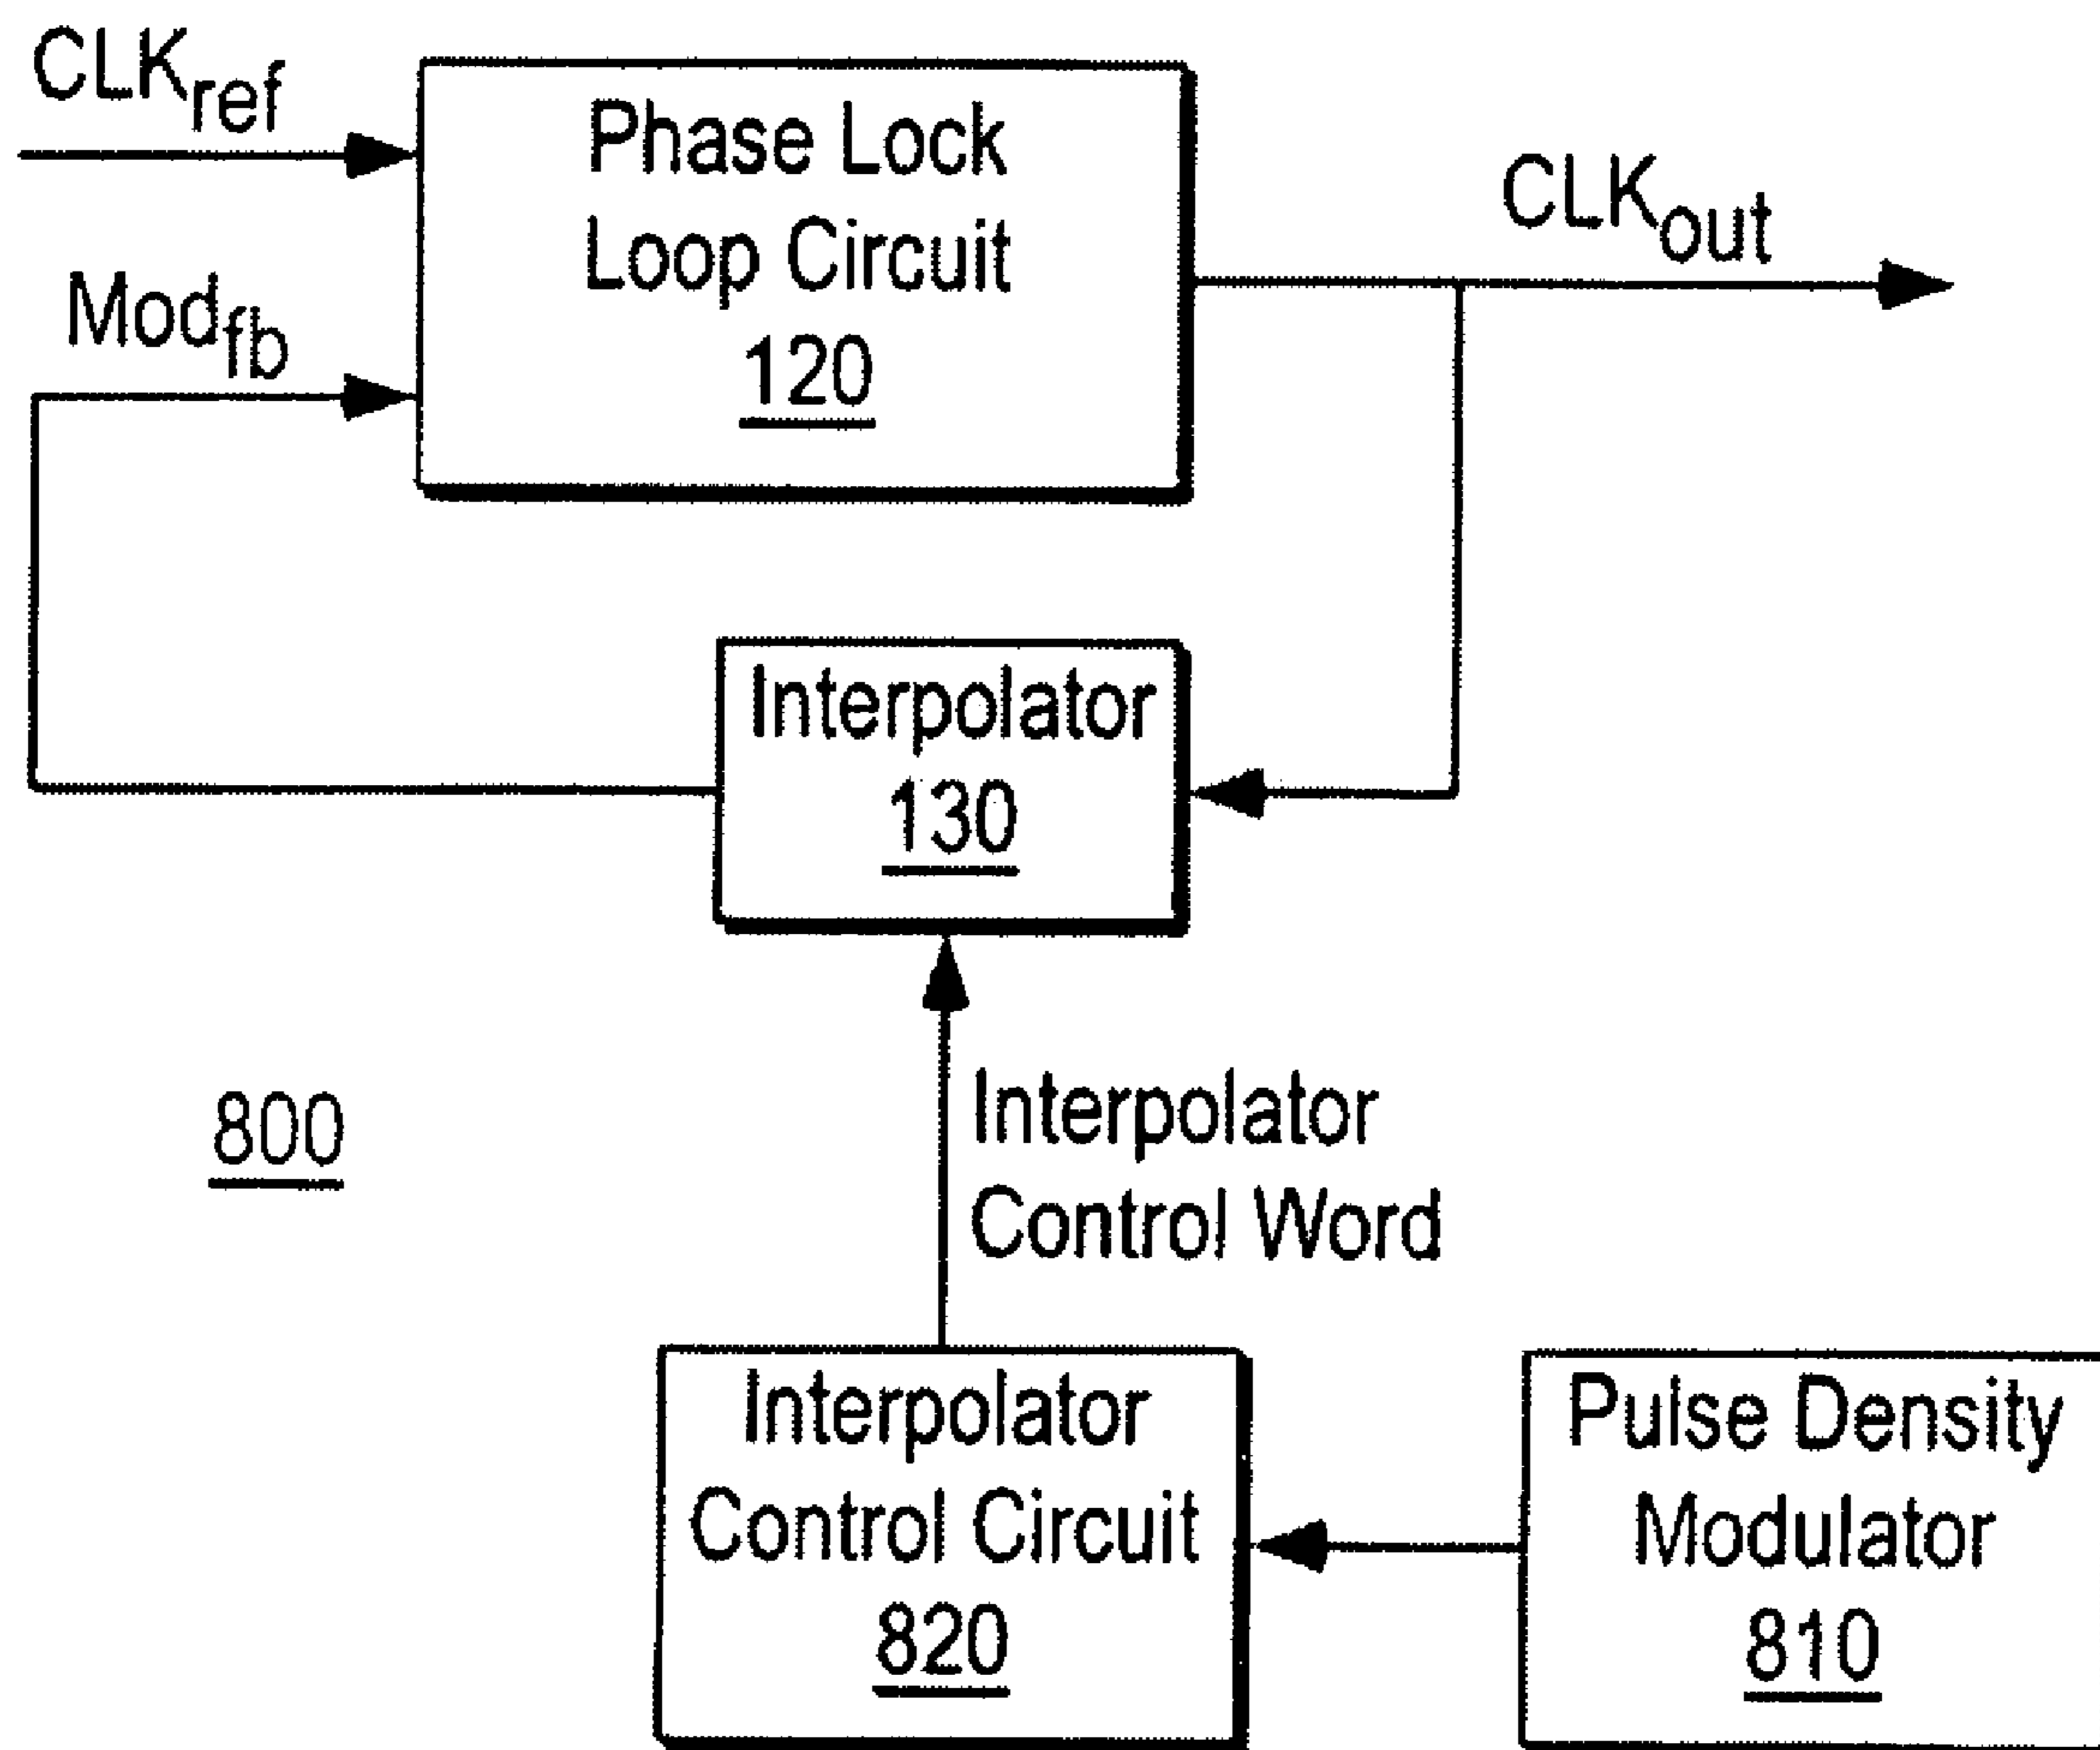 CLKref
Phase Lock
Loop Circuit
120
CLKout
Modfb
Interpolator
130
800
Interpolator
Control Word
Interpolator
Control Circuit
820
Pulse Density
Modulator
810